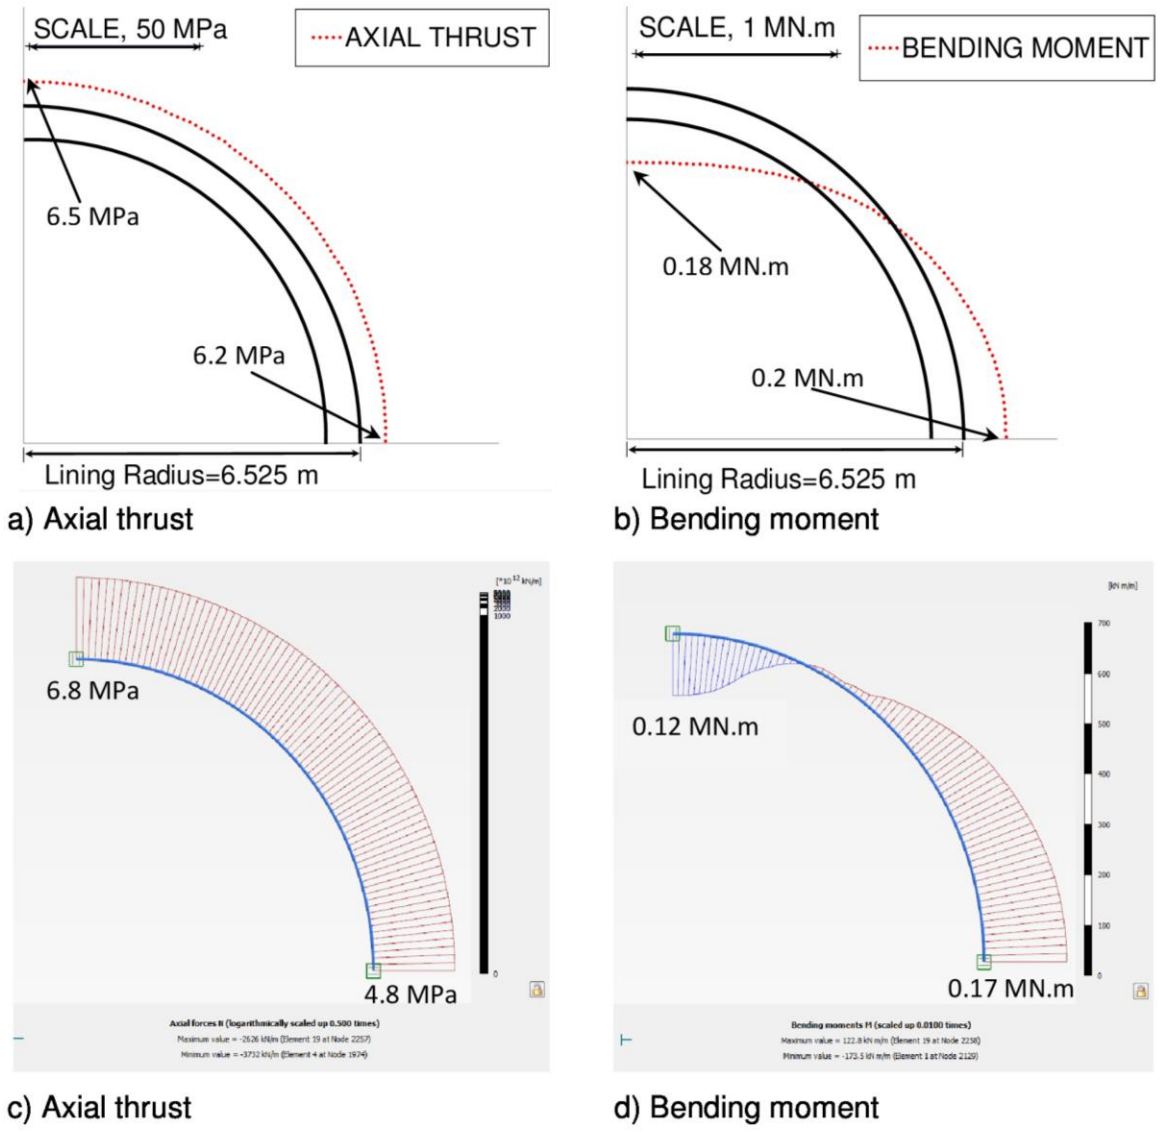 SCALE, 50 MPa
AXIAL THRUST
6.5 MPa
6.2 MPa
Lining Radius=6.525 m
a) Axial thrust
SCALE, 1 MN.m
BENDING MOMENT
0.18 MN.m
0.2 MN.m
Lining Radius=6.525 m
b) Bending moment
[*10¹² kN/m]
1000
0
6.8 MPa
4.8 MPa
Axial forces N (logarithmically scaled up 0.500 times)
Maximum value = -2626 kN/m (Element 19 at Node 2257)
Minimum value = -3732 kN/m (Element 4 at Node 1974)
c) Axial thrust
[kN m/m]
700
600
500
400
300
200
100
0
0.12 MN.m
0.17 MN.m
Bending moments M (scaled up 0.0100 times)
Maximum value = 122.8 kN m/m (Element 19 at Node 2258)
Minimum value = -173.5 kN m/m (Element 1 at Node 2129)
d) Bending moment